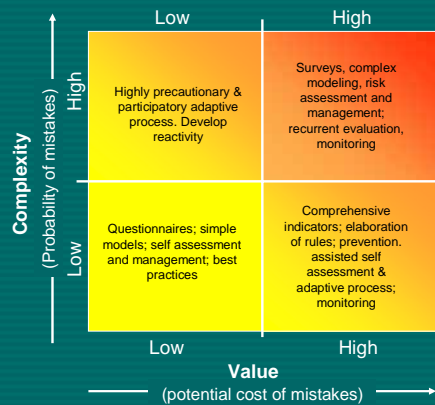 Low
High
Complexity
(Probability of mistakes)
High
Highly precautionary &
participatory adaptive
process. Develop
reactivity
Surveys, complex
modeling, risk
assessment and
management;
recurrent evaluation,
monitoring
Low
Questionnaires; simple
models; self assessment
and management; best
practices
Comprehensive
indicators; elaboration
of rules; prevention.
assisted self
assessment &
adaptive process;
monitoring
Low
High
Value
(potential cost of mistakes)